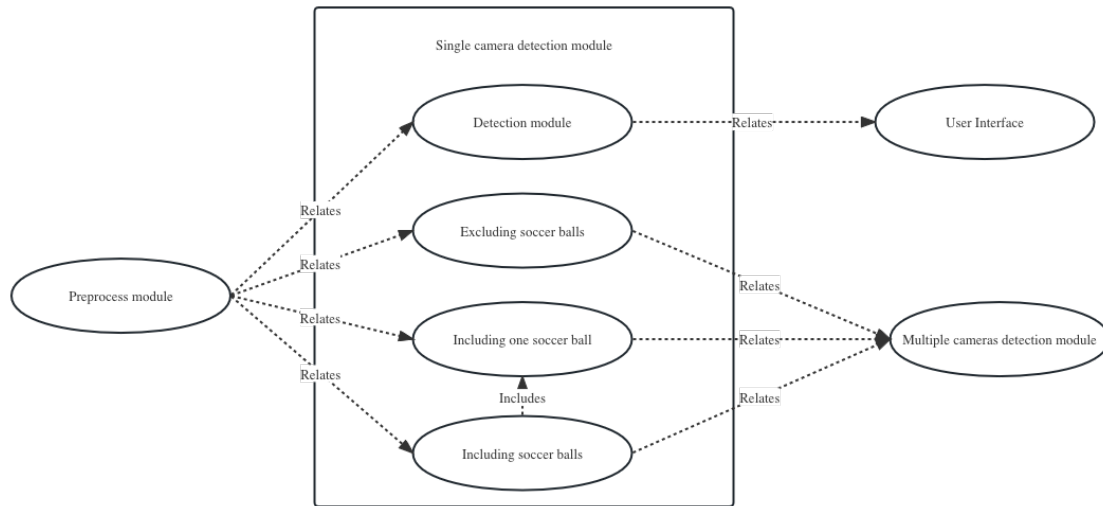 Single camera detection module
Detection module
Relates
User Interface
Relates
Excluding soccer balls
Relates
Relates
Preprocess module
Relates
Including one soccer ball
Relates
Multiple cameras detection module
Relates
Includes
Relates
Including soccer balls